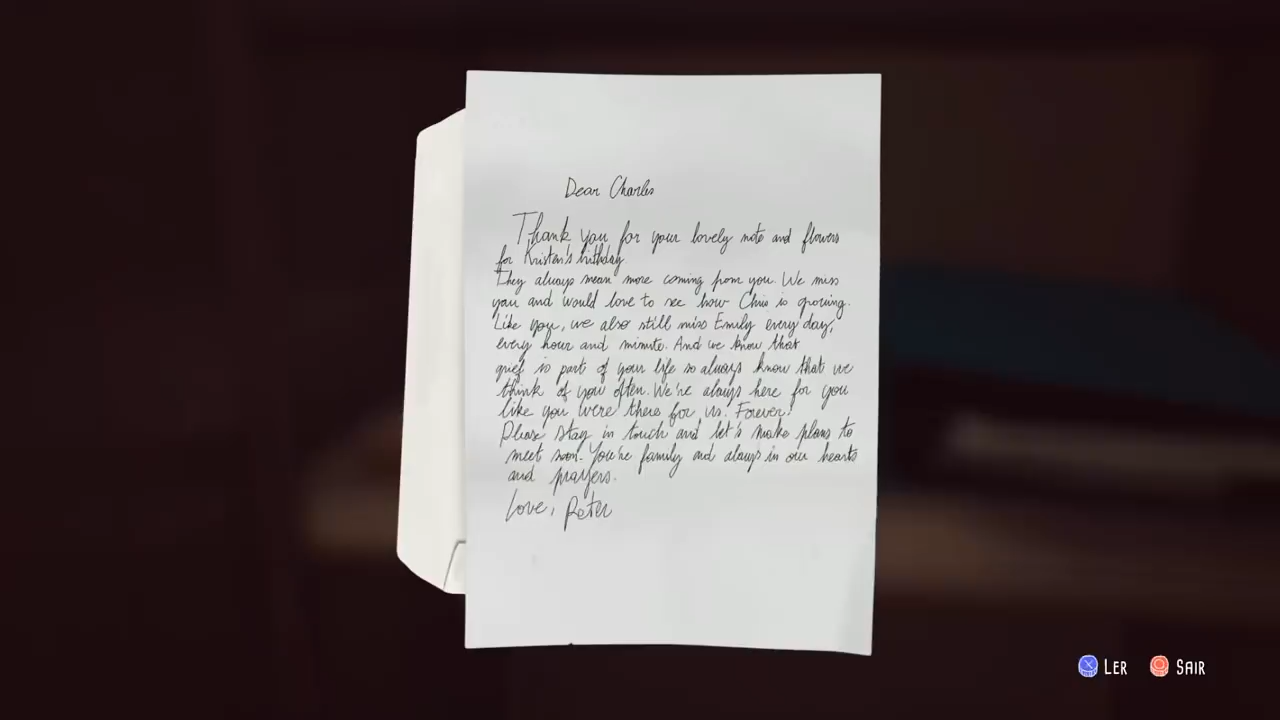 Dear Charles
Thank you for your lovely note and flowers
for Kristen's birthday
They always mean more coming from you. We miss
you and would love to see how Chris is growing.
Like you, we also still miss Emily every day,
every hour and minute. And we know that
grief is part of your life so always know that we
think of you often. We're always here for you
like you were there for us. Forever!
Please stay in touch and let's make plans to
meet soon. You're family and always in our hearts
and prayers.
Love, Peter
LER SAIR